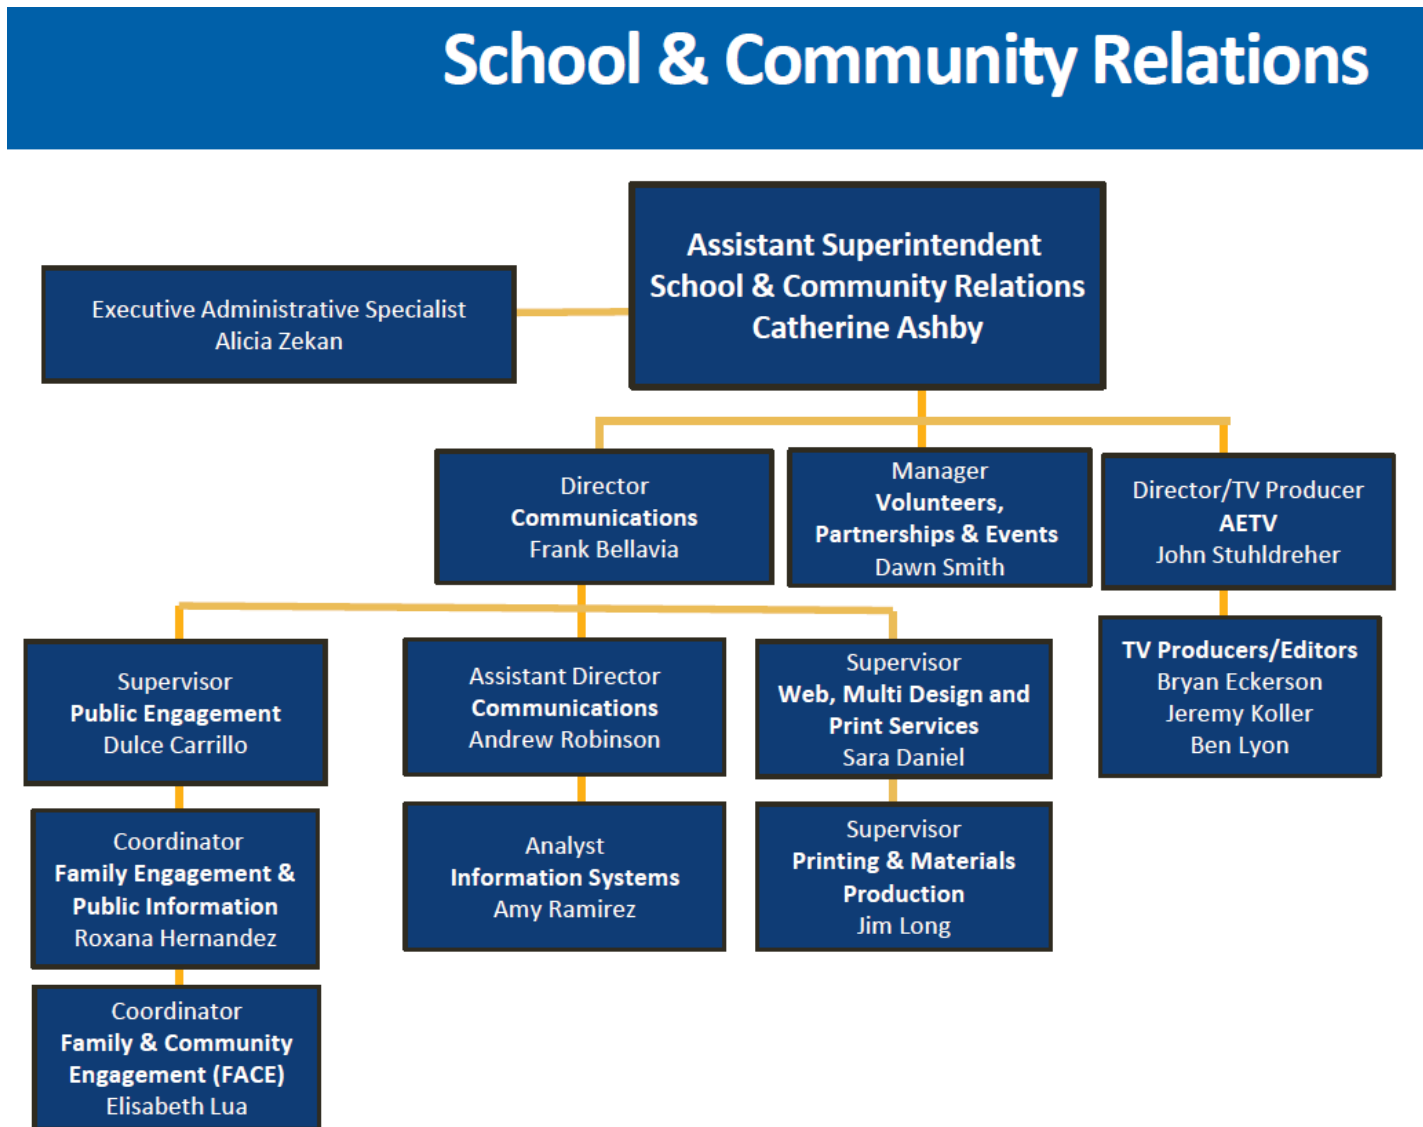 School & Community Relations
Assistant Superintendent
School & Community Relations
Catherine Ashby
Executive Administrative Specialist
Alicia Zekan
Director
Communications
Frank Bellavia
Manager
Volunteers,
Partnerships & Events
Dawn Smith
Director/TV Producer
AETV
John Stuhldreher
Supervisor
Public Engagement
Dulce Carrillo
Assistant Director
Communications
Andrew Robinson
Supervisor
Web, Multi Design and
Print Services
Sara Daniel
TV Producers/Editors
Bryan Eckerson
Jeremy Koller
Ben Lyon
Coordinator
Family Engagement &
Public Information
Roxana Hernandez
Analyst
Information Systems
Amy Ramirez
Supervisor
Printing & Materials
Production
Jim Long
Coordinator
Family & Community
Engagement (FACE)
Elisabeth Lua